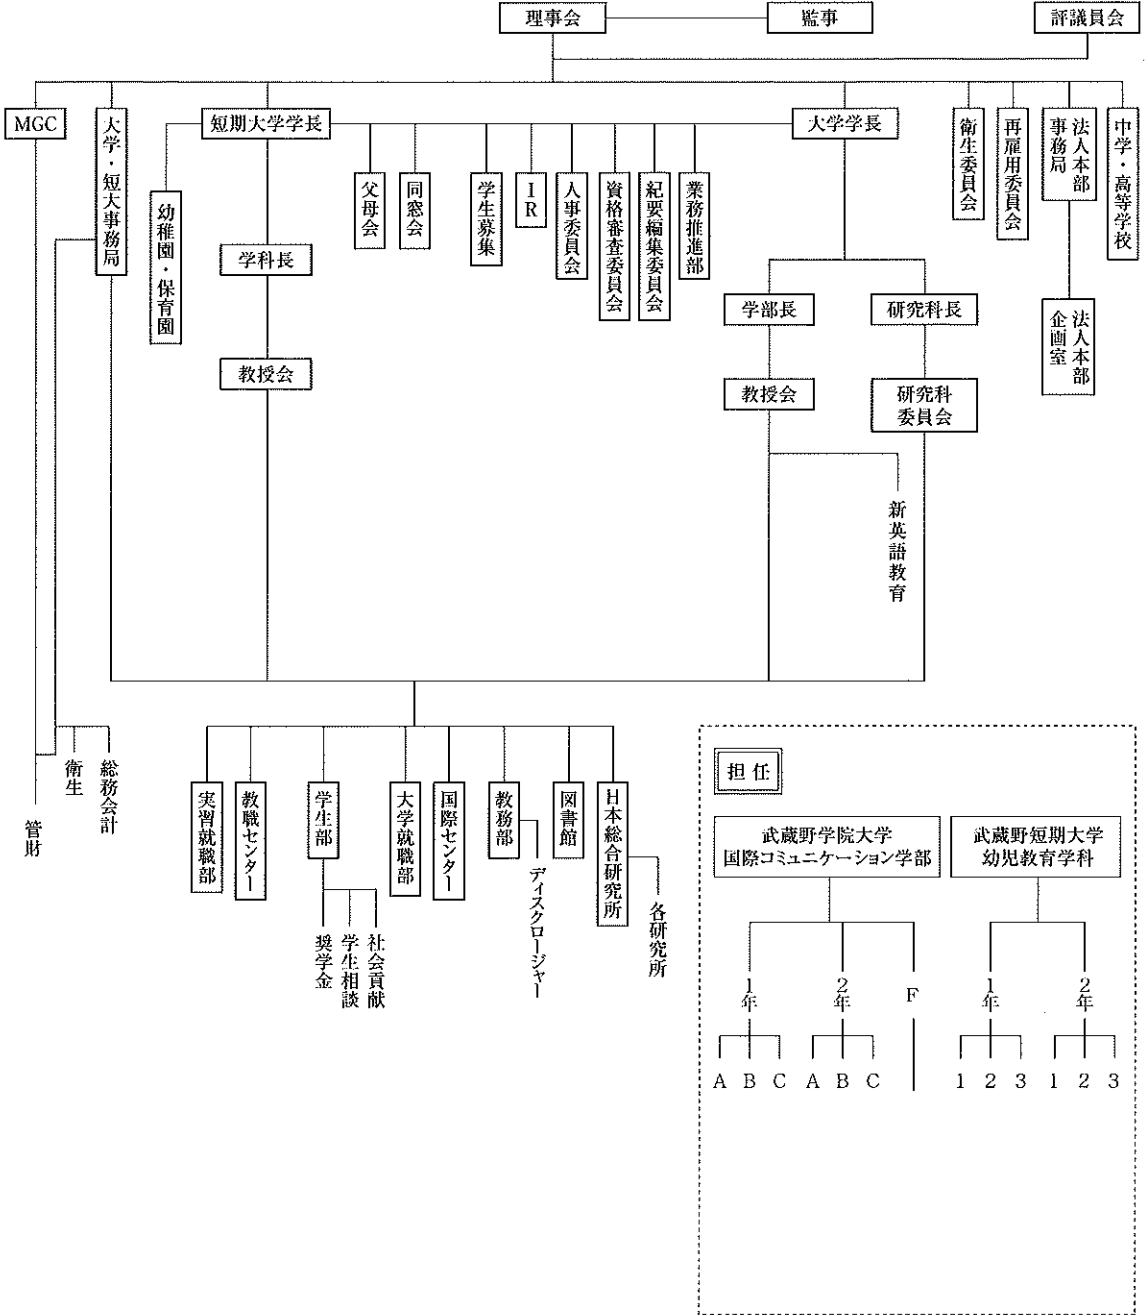 理事会
監事
評議員会
MGC
大学・短大事務局
短期大学学長
大学学長
衛生委員会
再雇用委員会
法人本部
事務局
中学・高等学校
幼稚園・保育園
父母会
同窓会
学生募集
IR
人事委員会
資格審査委員会
紀要編集委員会
業務推進部
学科長
学部長
研究科長
法人本部
企画室
教授会
教授会
研究科
委員会
新英語教育
管財
衛生
総務会計
実習就職部
教職センター
学生部
大学就職部
国際センター
教務部
図書館
日本総合研究所
奨学金
学生相談
社会貢献
ディスクロージャー
各研究所
担任
武蔵野学院大学
国際コミュニケーション学部
武蔵野短期大学
幼児教育学科
1年
2年
F
1年
2年
A B C A B C
1 2 3 1 2 3